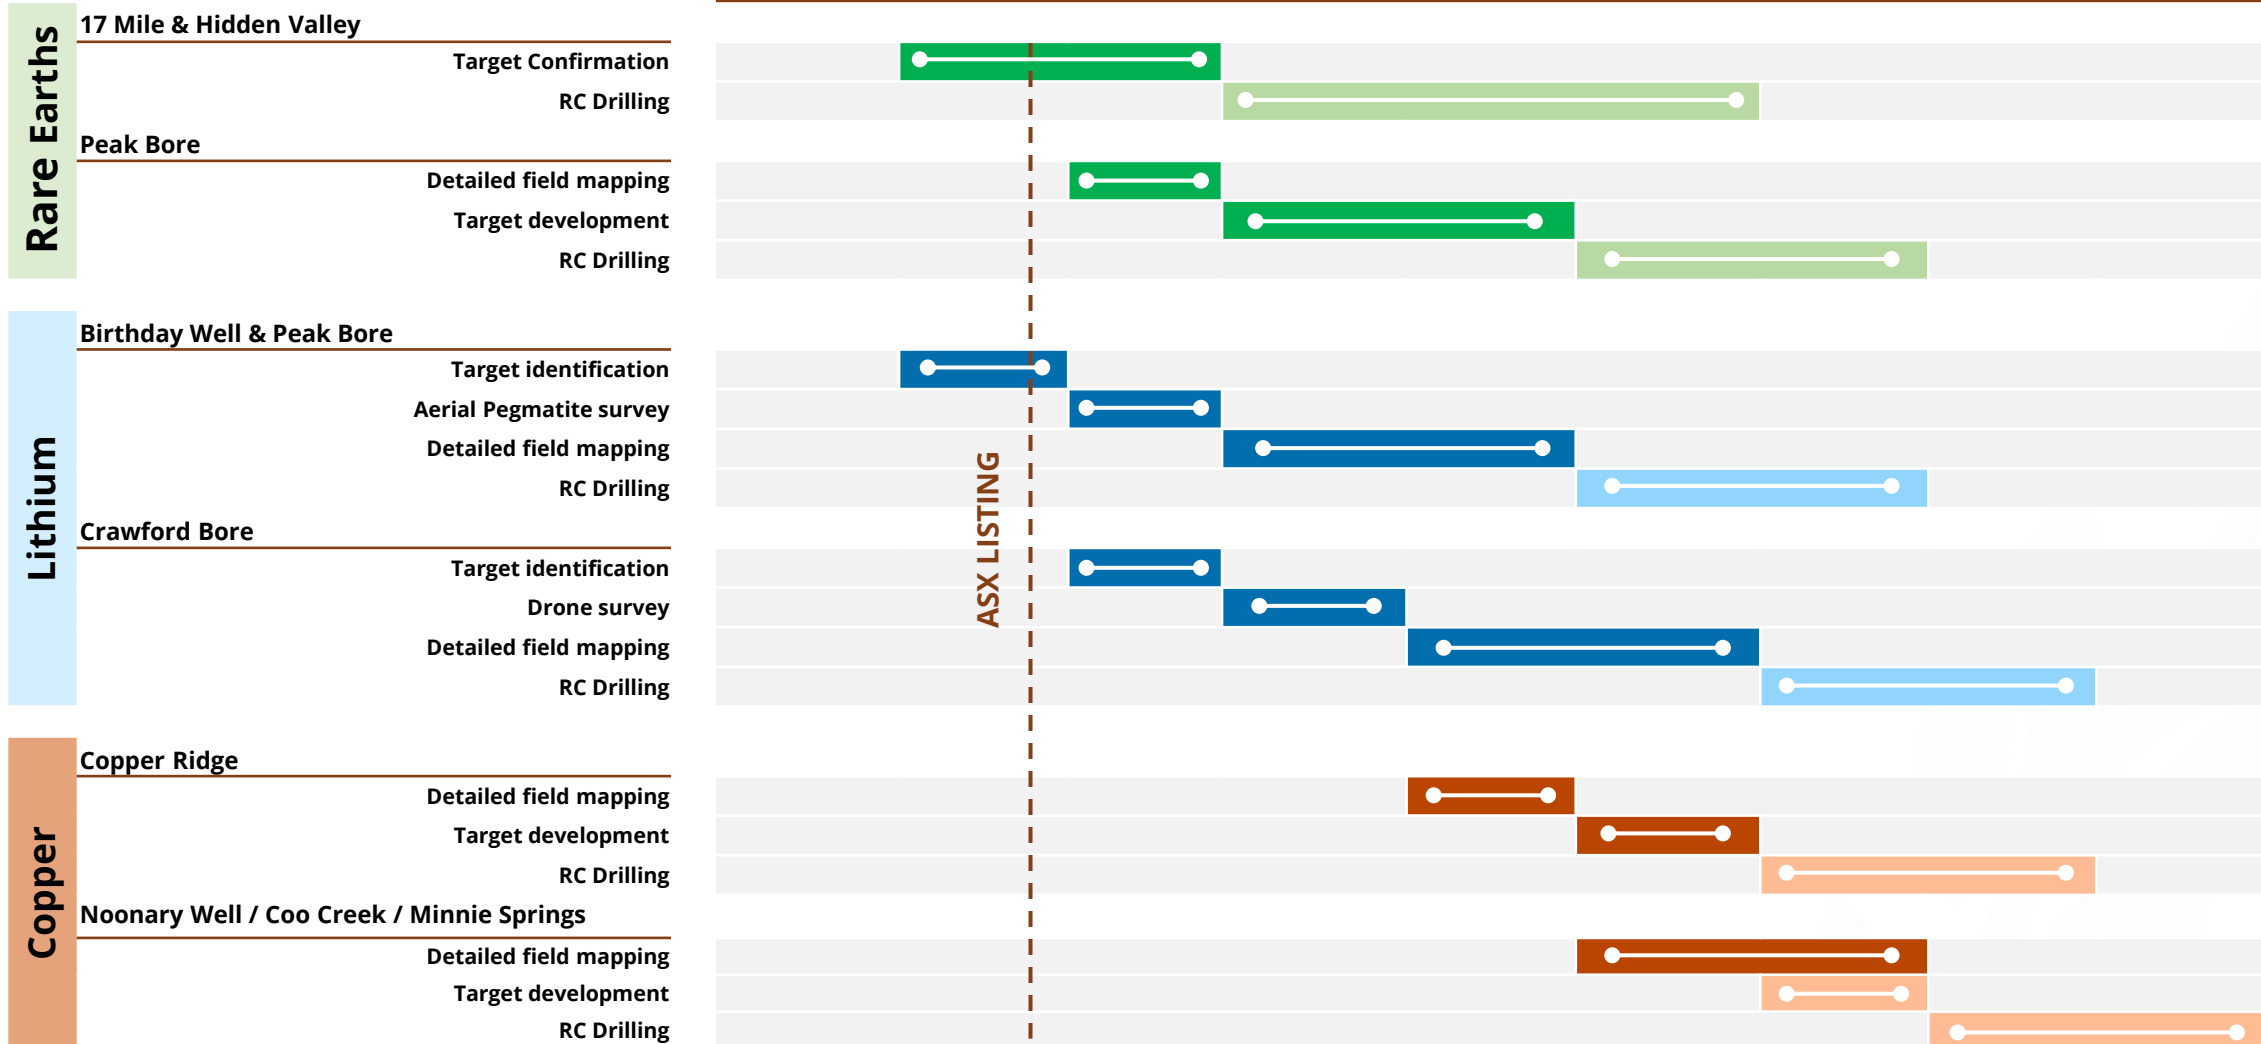 Rare Earths
17 Mile & Hidden Valley
Target Confirmation
RC Drilling
Peak Bore
Detailed field mapping
Target development
RC Drilling
Lithium
Birthday Well & Peak Bore
Target identification
Aerial Pegmatite survey
Detailed field mapping
RC Drilling
Crawford Bore
Target identification
Drone survey
Detailed field mapping
RC Drilling
ASX LISTING
Copper
Copper Ridge
Detailed field mapping
Target development
RC Drilling
Noonary Well / Coo Creek / Minnie Springs
Detailed field mapping
Target development
RC Drilling